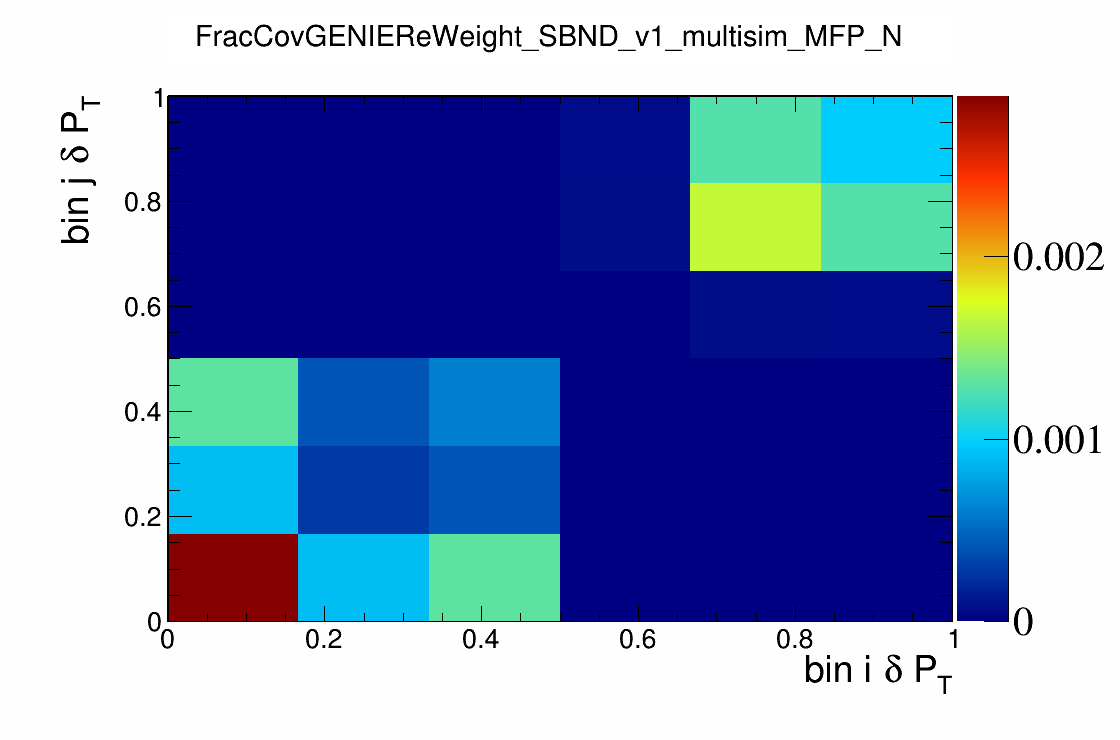 FracCovGENIEReWeight_SBND_v1_multisim_MFP_N
bin j δ P_T
1
0.8
0.6
0.4
0.2
0
0 0.2 0.4 0.6 0.8 1
bin i δ P_T
0.002
0.001
0